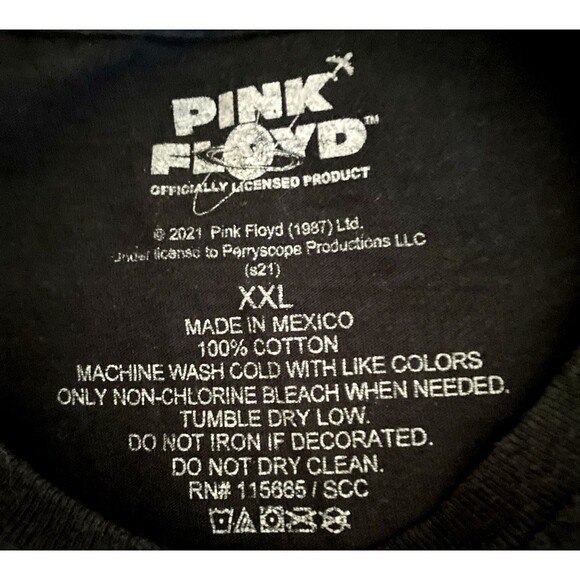 PINK
FLOYD™
OFFICIALLY LICENSED PRODUCT
© 2021 Pink Floyd (1987) Ltd.
Under license to Perryscope Productions LLC
(s21)
XXL
MADE IN MEXICO
100% COTTON
MACHINE WASH COLD WITH LIKE COLORS
ONLY NON-CHLORINE BLEACH WHEN NEEDED.
TUMBLE DRY LOW.
DO NOT IRON IF DECORATED.
DO NOT DRY CLEAN.
RN# 115665 / SCC